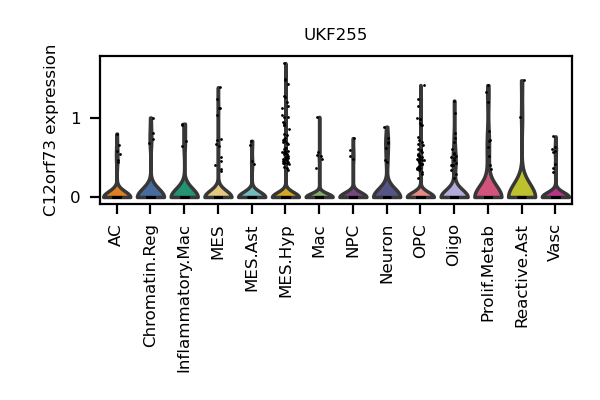 UKF255
C12orf73 expression
1
0
AC
Chromatin.Reg
Inflammatory.Mac
MES
MES.Ast
MES.Hyp
Mac
NPC
Neuron
OPC
Oligo
Prolif.Metab
Reactive.Ast
Vasc